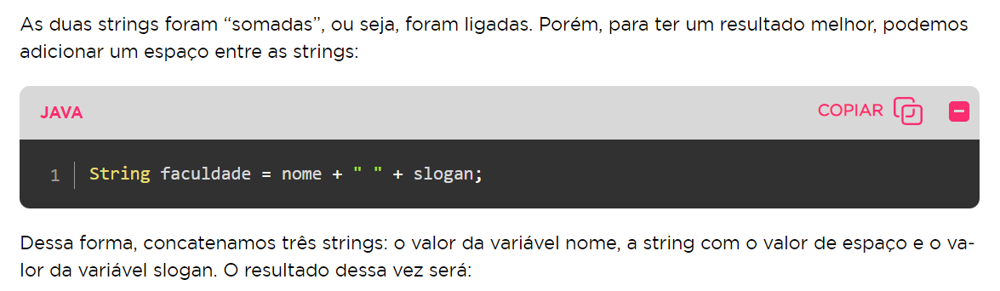 As duas strings foram “somadas”, ou seja, foram ligadas. Porém, para ter um resultado melhor, podemos
adicionar um espaço entre as strings:
JAVA
COPIAR
1 String faculdade = nome + " " + slogan;
Dessa forma, concatenamos três strings: o valor da variável nome, a string com o valor de espaço e o va-
lor da variável slogan. O resultado dessa vez será: